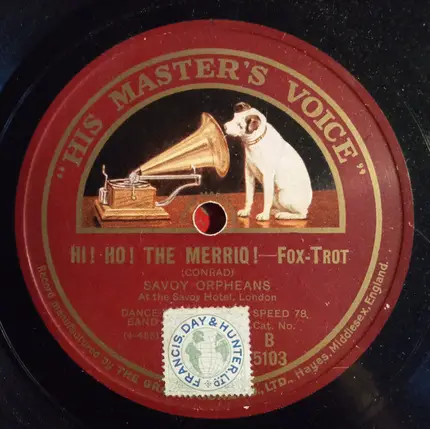 "HIS MASTER'S VOICE"
HI! HO! THE MERRIO!—FOX-TROT
(CONRAD)
SAVOY ORPHEANS
At the Savoy Hotel, London
DANCE SPEED 78,
BAND Cat. No.
B
5103
FRANCIS, DAY & HUNTER, LTD
Record manufactured by THE GR LTD., Hayes, Middlesex, England.